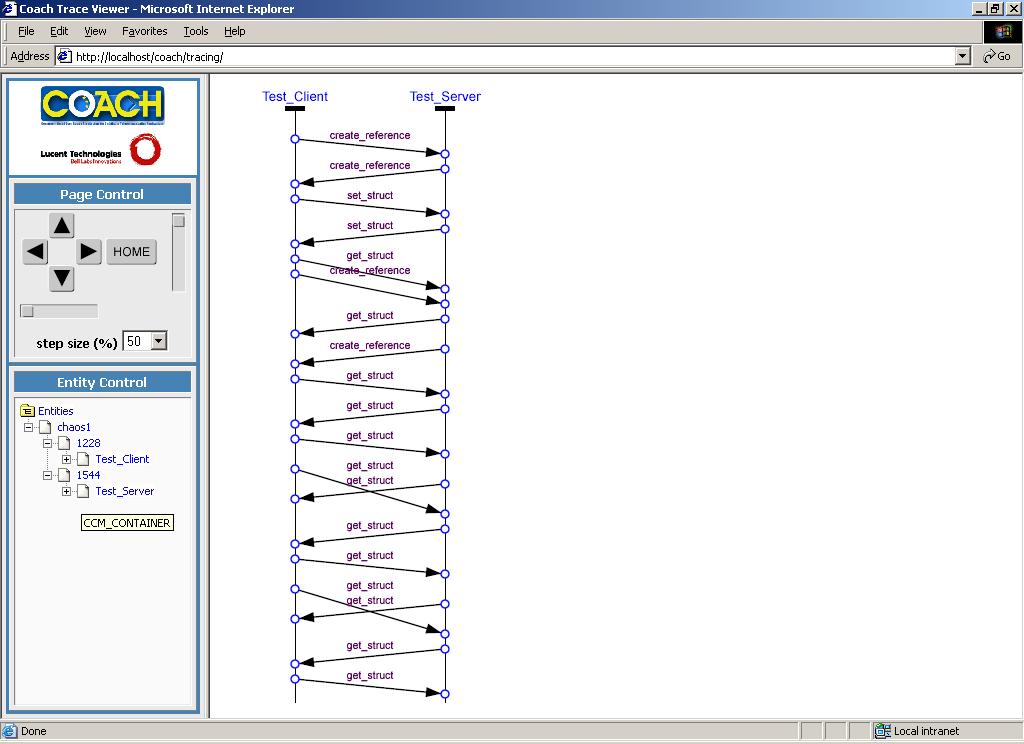 Coach Trace Viewer - Microsoft Internet Explorer
File Edit View Favorites Tools Help
Address http://localhost/coach/tracing/ Go
COACH
Lucent Technologies
Bell Labs Innovations
Page Control
HOME
step size (%) 50
Entity Control
Entities
chaos1
1228
Test_Client
1544
Test_Server
CCM_CONTAINER
Test_Client Test_Server
create_reference
create_reference
set_struct
set_struct
get_struct
create_reference
get_struct
create_reference
get_struct
get_struct
get_struct
get_struct
get_struct
get_struct
get_struct
get_struct
get_struct
get_struct
get_struct
Done Local intranet